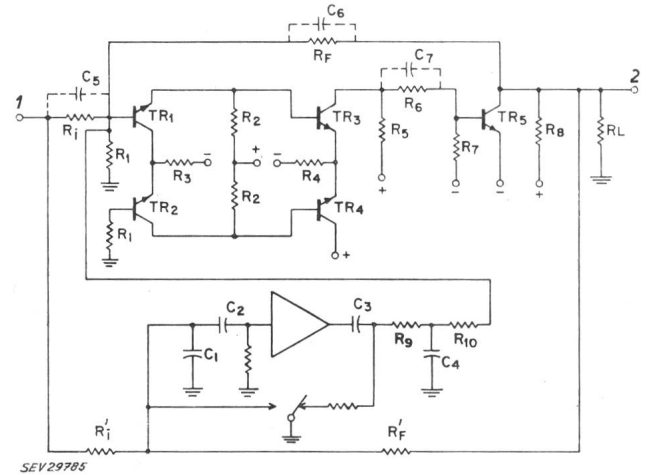 C6
RF
C5
C7
1
2
Ri
TR1
R2
TR3
R6
TR5
R1
R5
R7
R8
RL
R3
−
+
−
R4
R2
TR2
TR4
R1
+
−
−
+
+
C2
C3
C1
R9
R10
C4
R'i
R'F
SEV29785